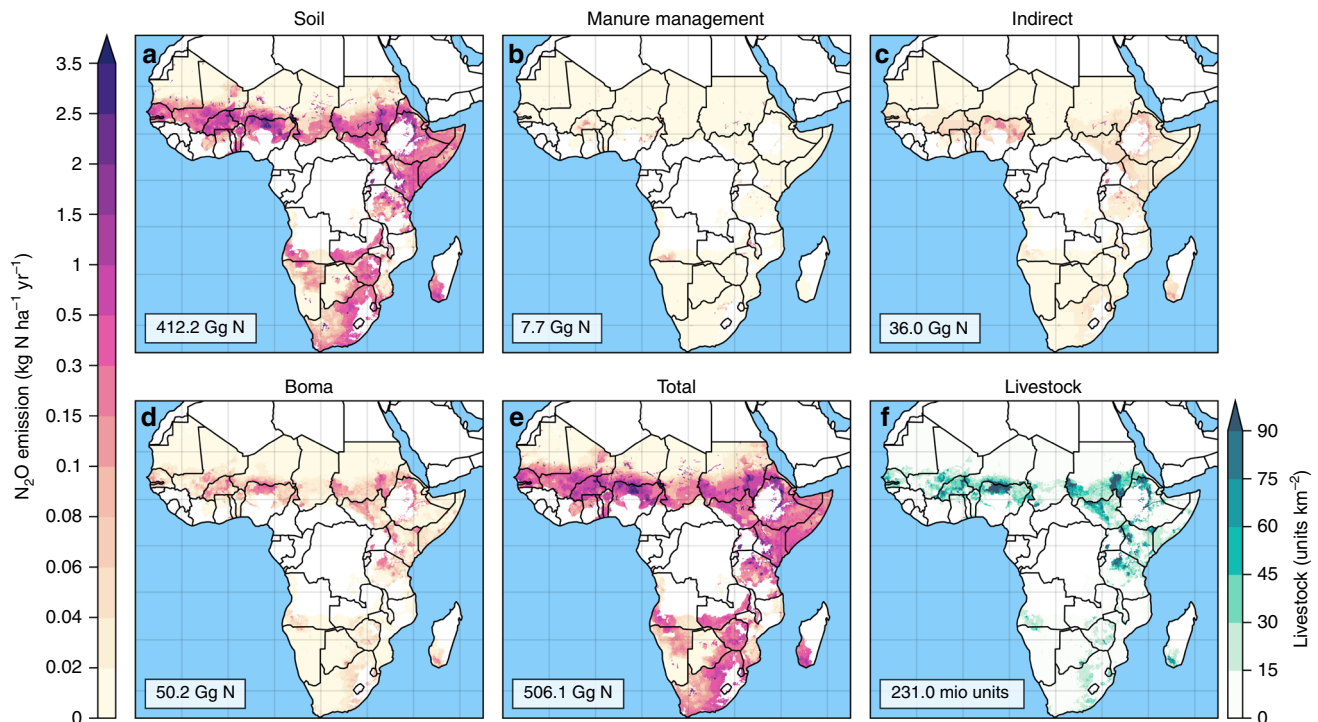 Soil
Manure management
Indirect
a
b
c
3.5
2.5
2
1.5
1
0.5
0.3
0.15
0.1
0.08
0.06
0.04
0.02
0
N₂O emission (kg N ha⁻¹ yr⁻¹)
412.2 Gg N
7.7 Gg N
36.0 Gg N
Boma
Total
Livestock
d
e
f
50.2 Gg N
506.1 Gg N
231.0 mio units
90
75
60
45
30
15
0
Livestock (units km⁻²)